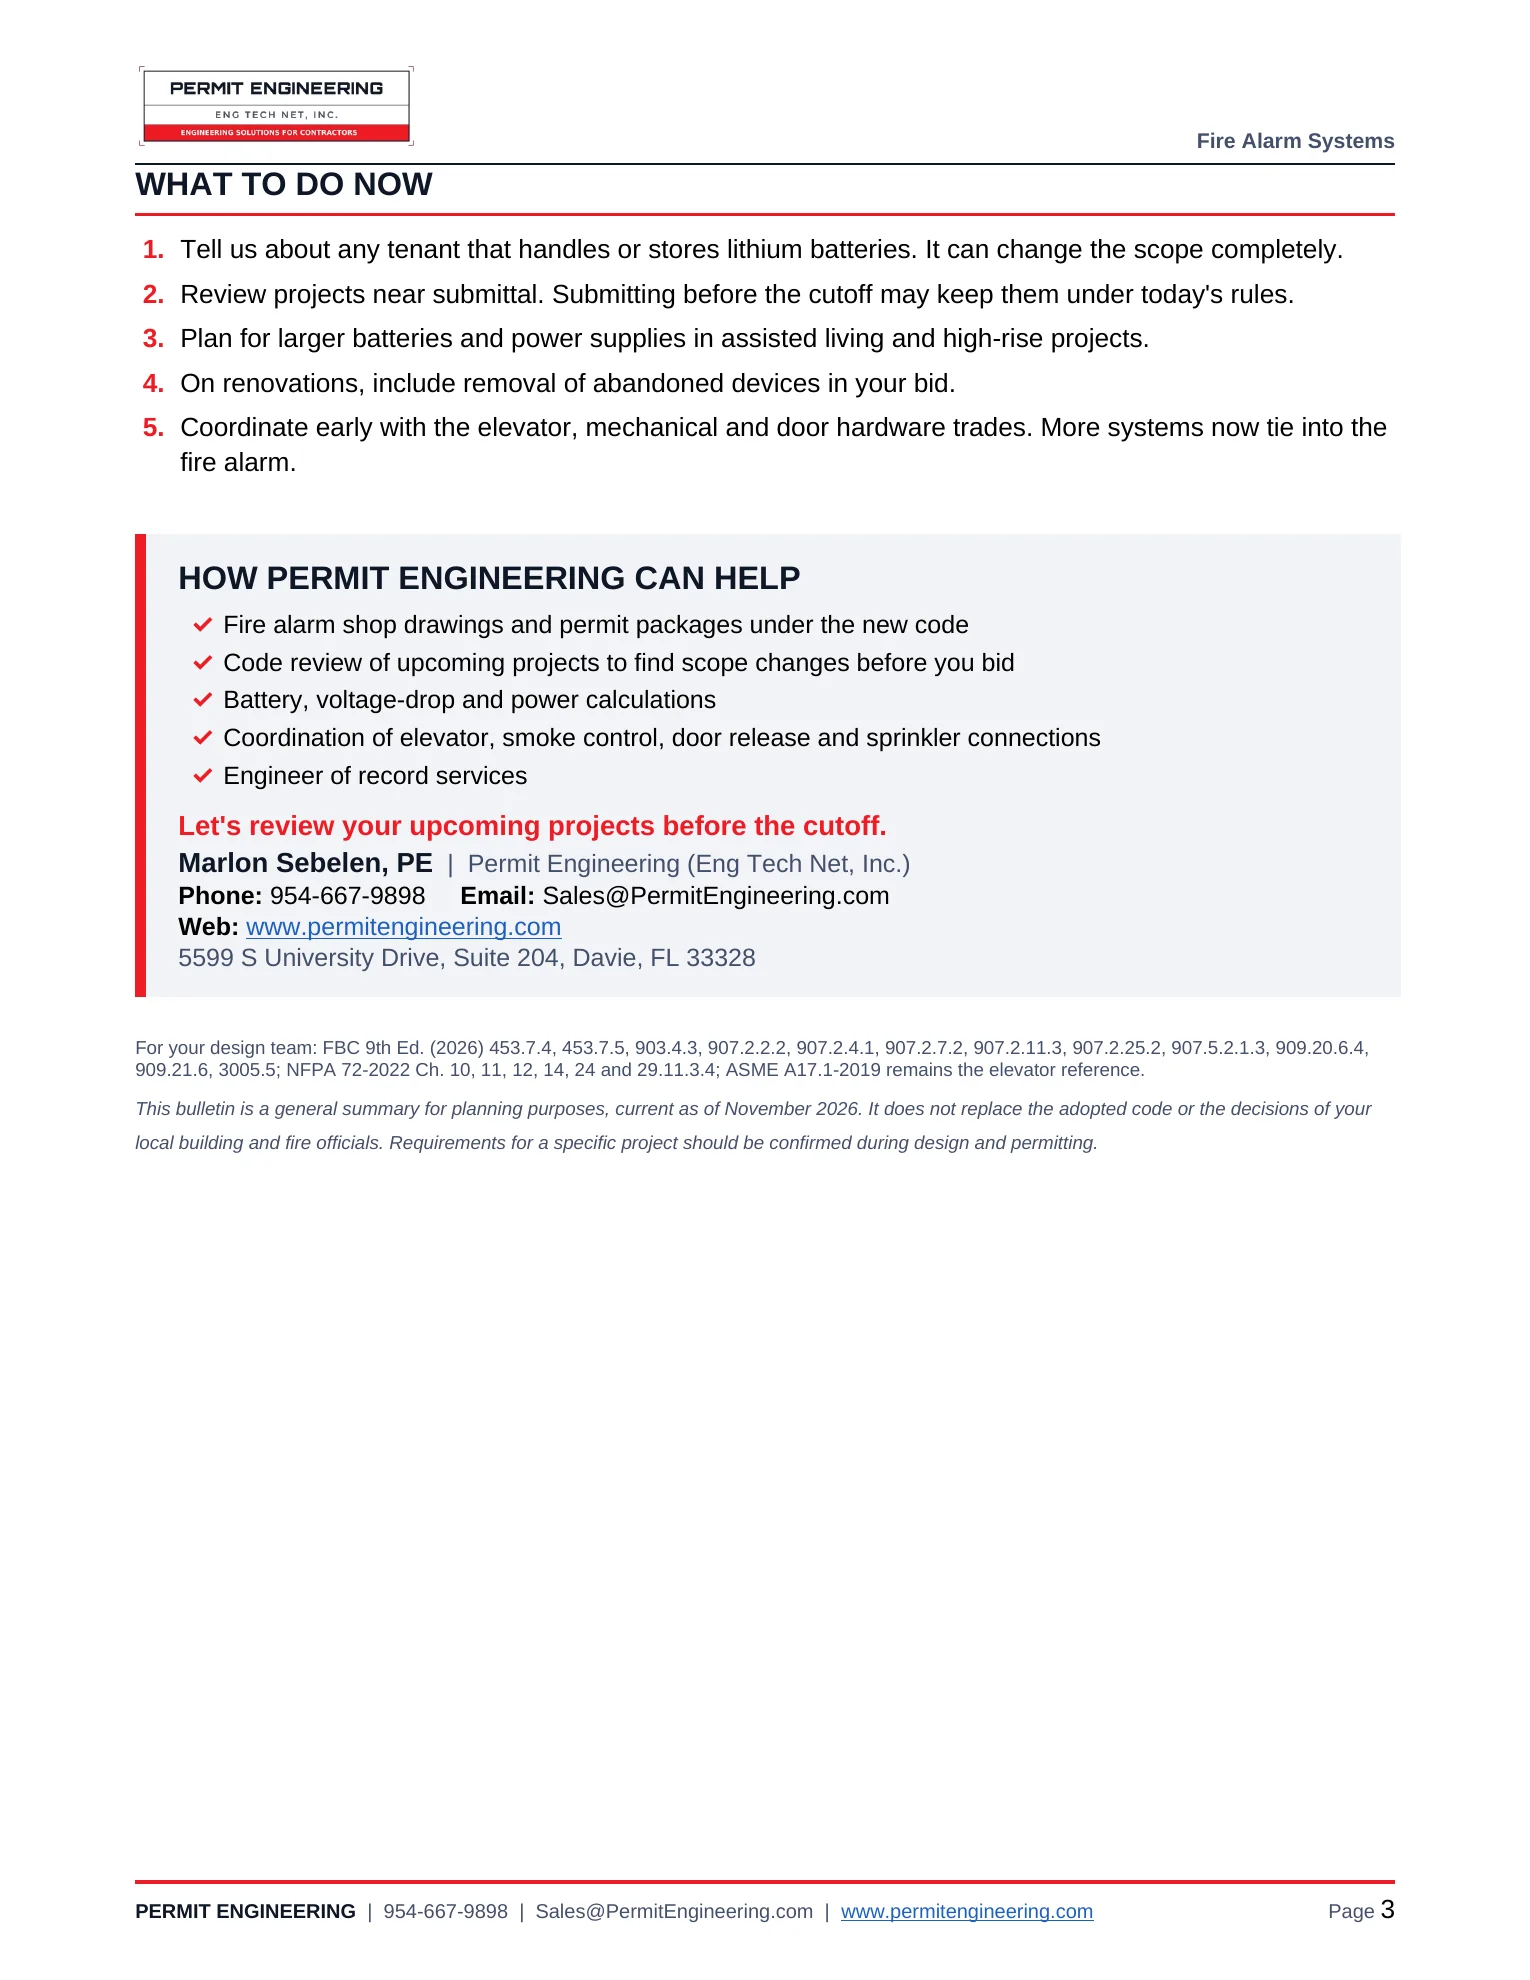 PERMIT ENGINEERING
ENG TECH NET, INC.
ENGINEERING SOLUTIONS FOR CONTRACTORS
Fire Alarm Systems
WHAT TO DO NOW
1. Tell us about any tenant that handles or stores lithium batteries. It can change the scope completely.
2. Review projects near submittal. Submitting before the cutoff may keep them under today's rules.
3. Plan for larger batteries and power supplies in assisted living and high-rise projects.
4. On renovations, include removal of abandoned devices in your bid.
5. Coordinate early with the elevator, mechanical and door hardware trades. More systems now tie into the
fire alarm.
HOW PERMIT ENGINEERING CAN HELP
✓ Fire alarm shop drawings and permit packages under the new code
✓ Code review of upcoming projects to find scope changes before you bid
✓ Battery, voltage-drop and power calculations
✓ Coordination of elevator, smoke control, door release and sprinkler connections
✓ Engineer of record services
Let's review your upcoming projects before the cutoff.
Marlon Sebelen, PE | Permit Engineering (Eng Tech Net, Inc.)
Phone: 954-667-9898 Email: Sales@PermitEngineering.com
Web: www.permitengineering.com
5599 S University Drive, Suite 204, Davie, FL 33328
For your design team: FBC 9th Ed. (2026) 453.7.4, 453.7.5, 903.4.3, 907.2.2.2, 907.2.4.1, 907.2.7.2, 907.2.11.3, 907.2.25.2, 907.5.2.1.3, 909.20.6.4,
909.21.6, 3005.5; NFPA 72-2022 Ch. 10, 11, 12, 14, 24 and 29.11.3.4; ASME A17.1-2019 remains the elevator reference.
This bulletin is a general summary for planning purposes, current as of November 2026. It does not replace the adopted code or the decisions of your
local building and fire officials. Requirements for a specific project should be confirmed during design and permitting.
PERMIT ENGINEERING | 954-667-9898 | Sales@PermitEngineering.com | www.permitengineering.com Page 3